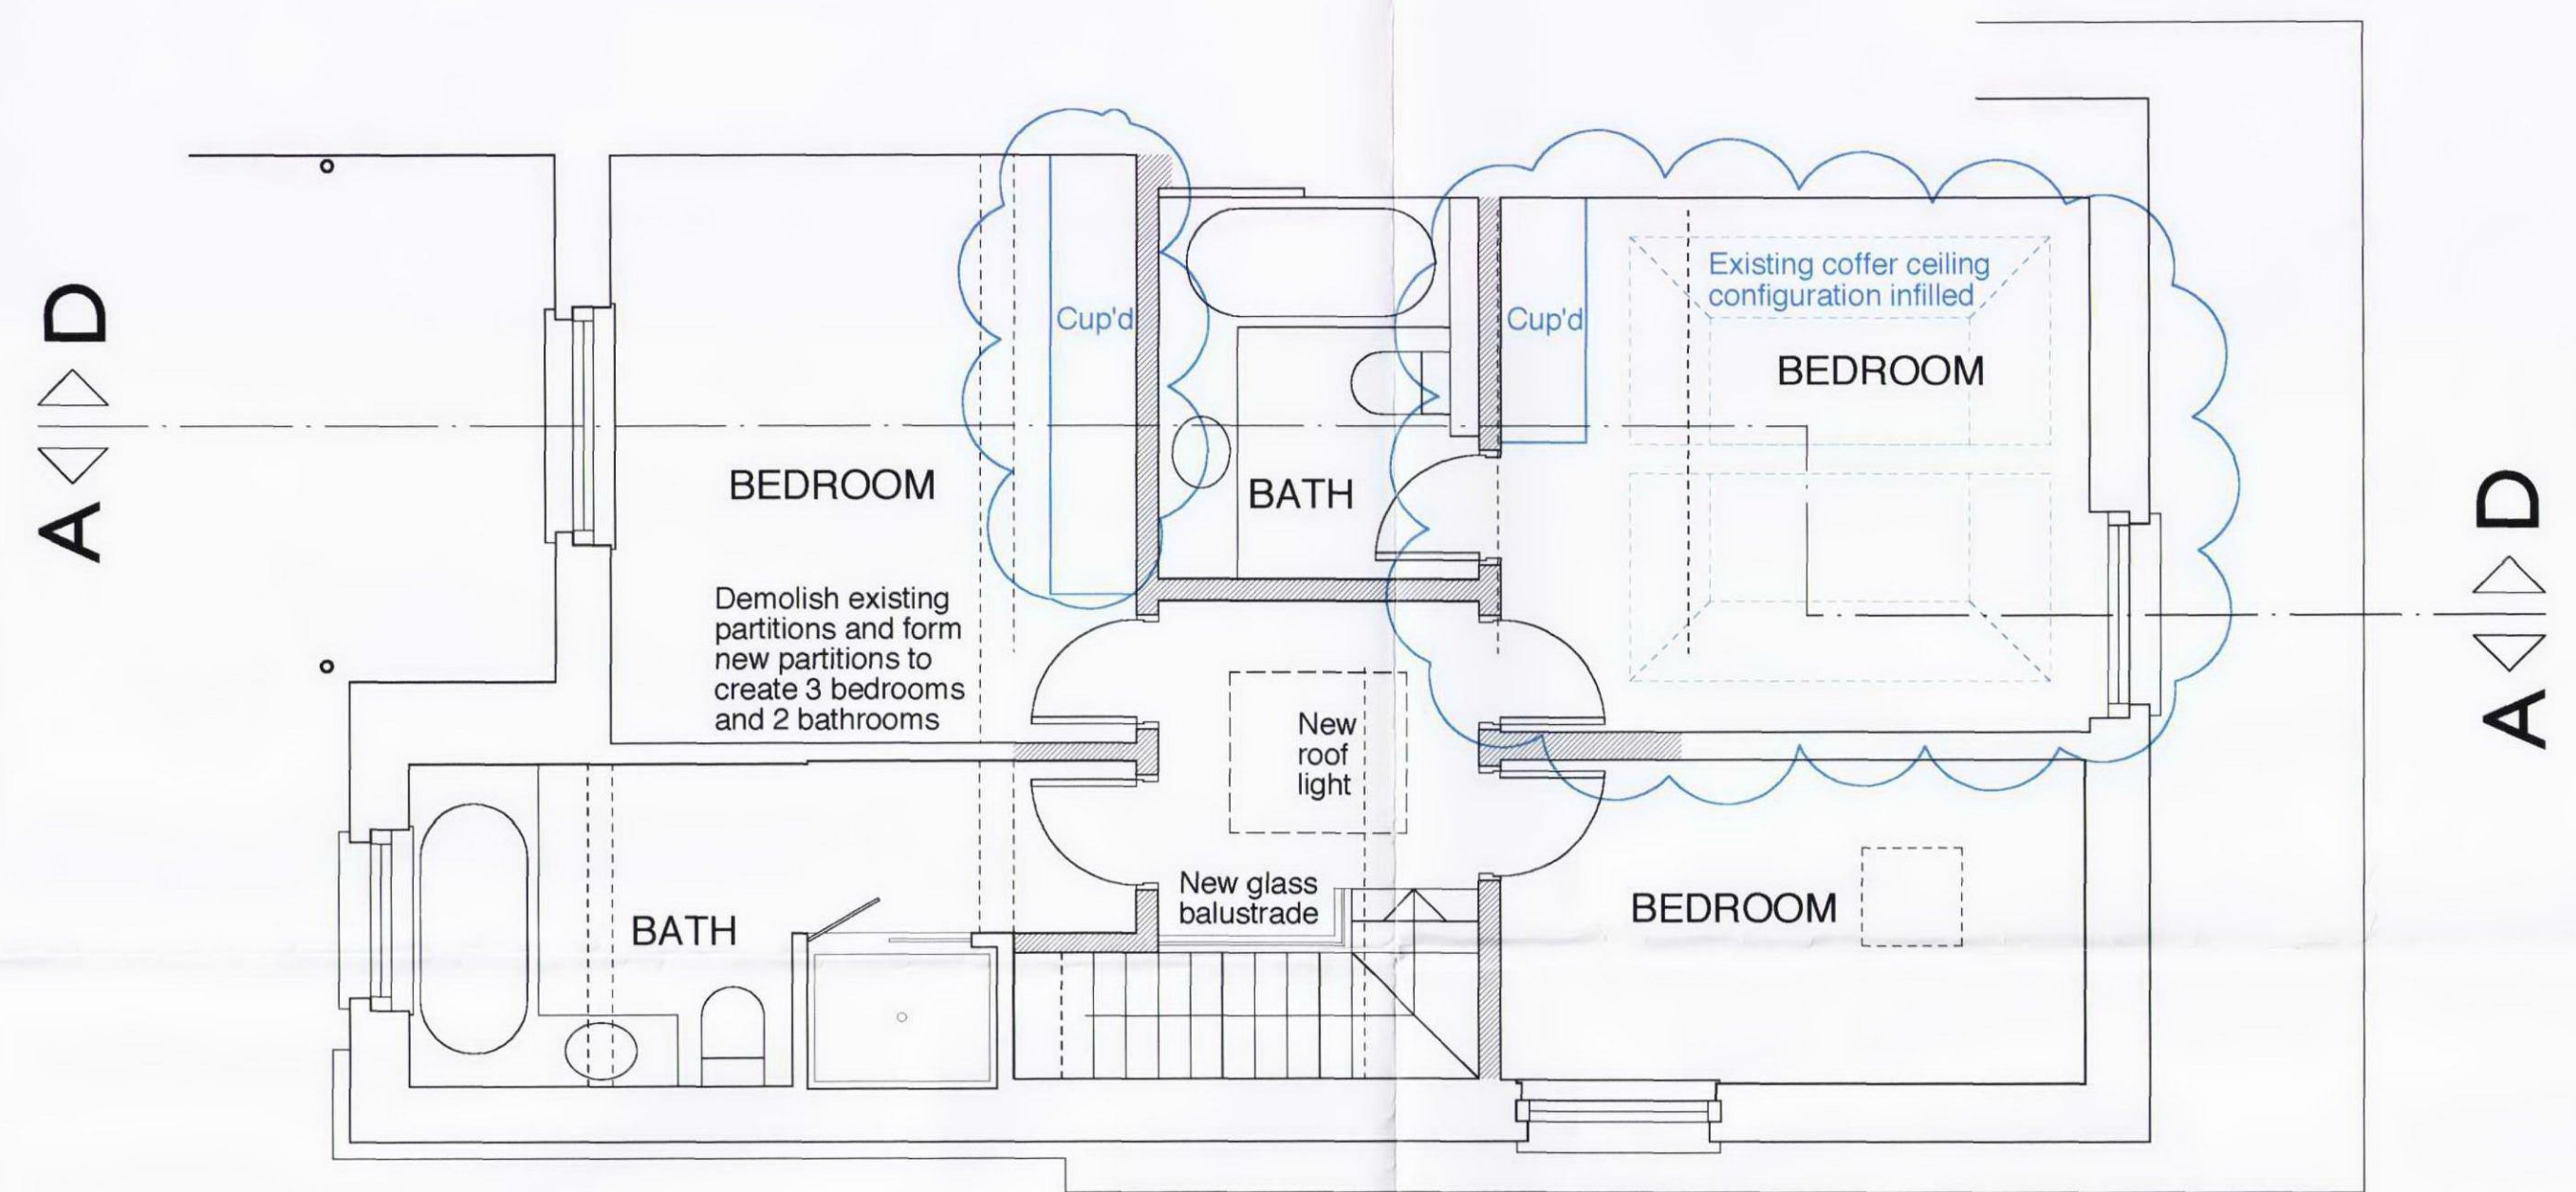 D
A
Cup'd
Cup'd
Existing coffer ceiling
configuration infilled
BEDROOM
BEDROOM
BATH
Demolish existing
partitions and form
new partitions to
create 3 bedrooms
and 2 bathrooms
New
roof
light
New glass
balustrade
BATH
BEDROOM
D
A